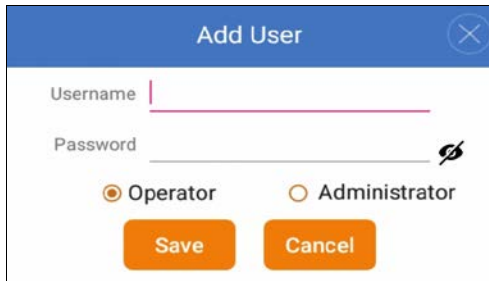 Add User
Username
Password
Operator Administrator
Save Cancel